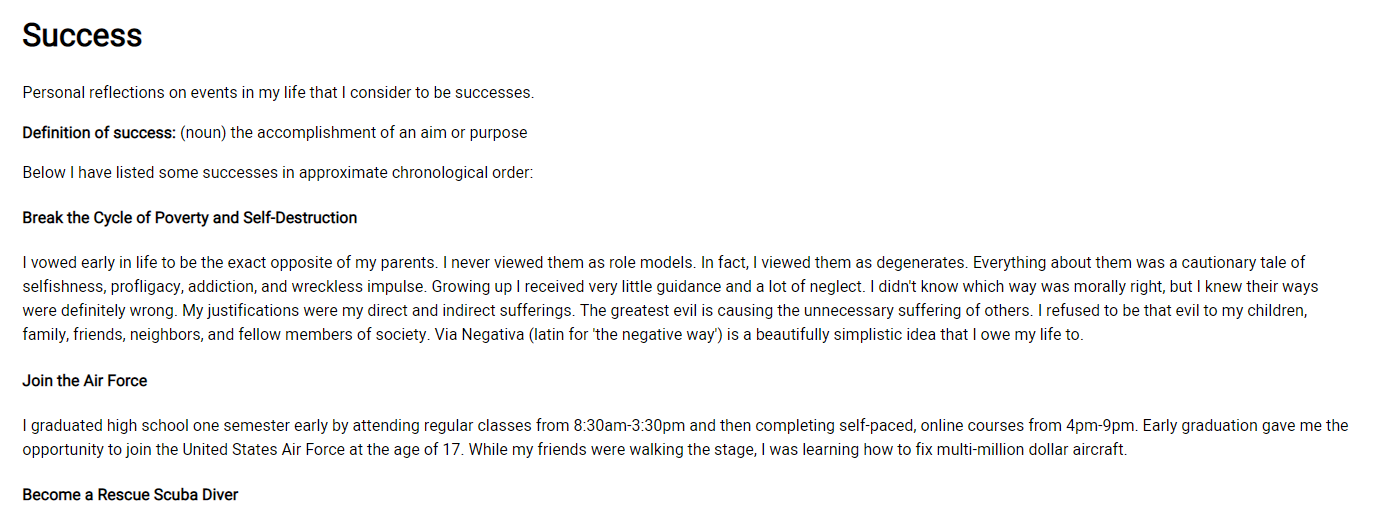 Success
Personal reflections on events in my life that I consider to be successes.
Definition of success: (noun) the accomplishment of an aim or purpose
Below I have listed some successes in approximate chronological order:
Break the Cycle of Poverty and Self-Destruction
I vowed early in life to be the exact opposite of my parents. I never viewed them as role models. In fact, I viewed them as degenerates. Everything about them was a cautionary tale of
selfishness, profligacy, addiction, and wreckless impulse. Growing up I received very little guidance and a lot of neglect. I didn't know which way was morally right, but I knew their ways
were definitely wrong. My justifications were my direct and indirect sufferings. The greatest evil is causing the unnecessary suffering of others. I refused to be that evil to my children,
family, friends, neighbors, and fellow members of society. Via Negativa (latin for 'the negative way') is a beautifully simplistic idea that I owe my life to.
Join the Air Force
I graduated high school one semester early by attending regular classes from 8:30am-3:30pm and then completing self-paced, online courses from 4pm-9pm. Early graduation gave me the
opportunity to join the United States Air Force at the age of 17. While my friends were walking the stage, I was learning how to fix multi-million dollar aircraft.
Become a Rescue Scuba Diver